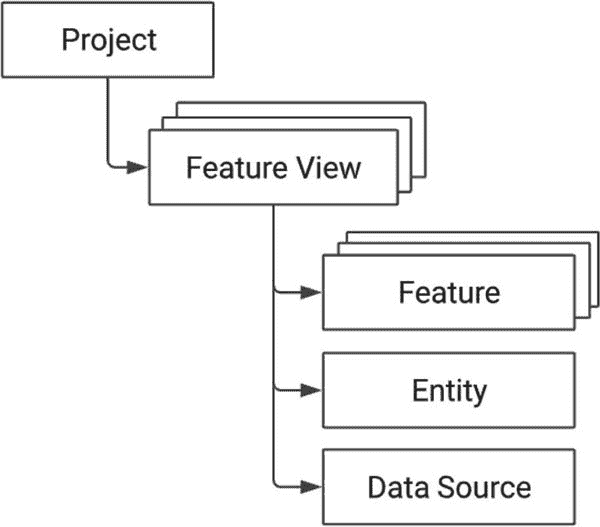 Project
Feature View
Feature
Entity
Data Source